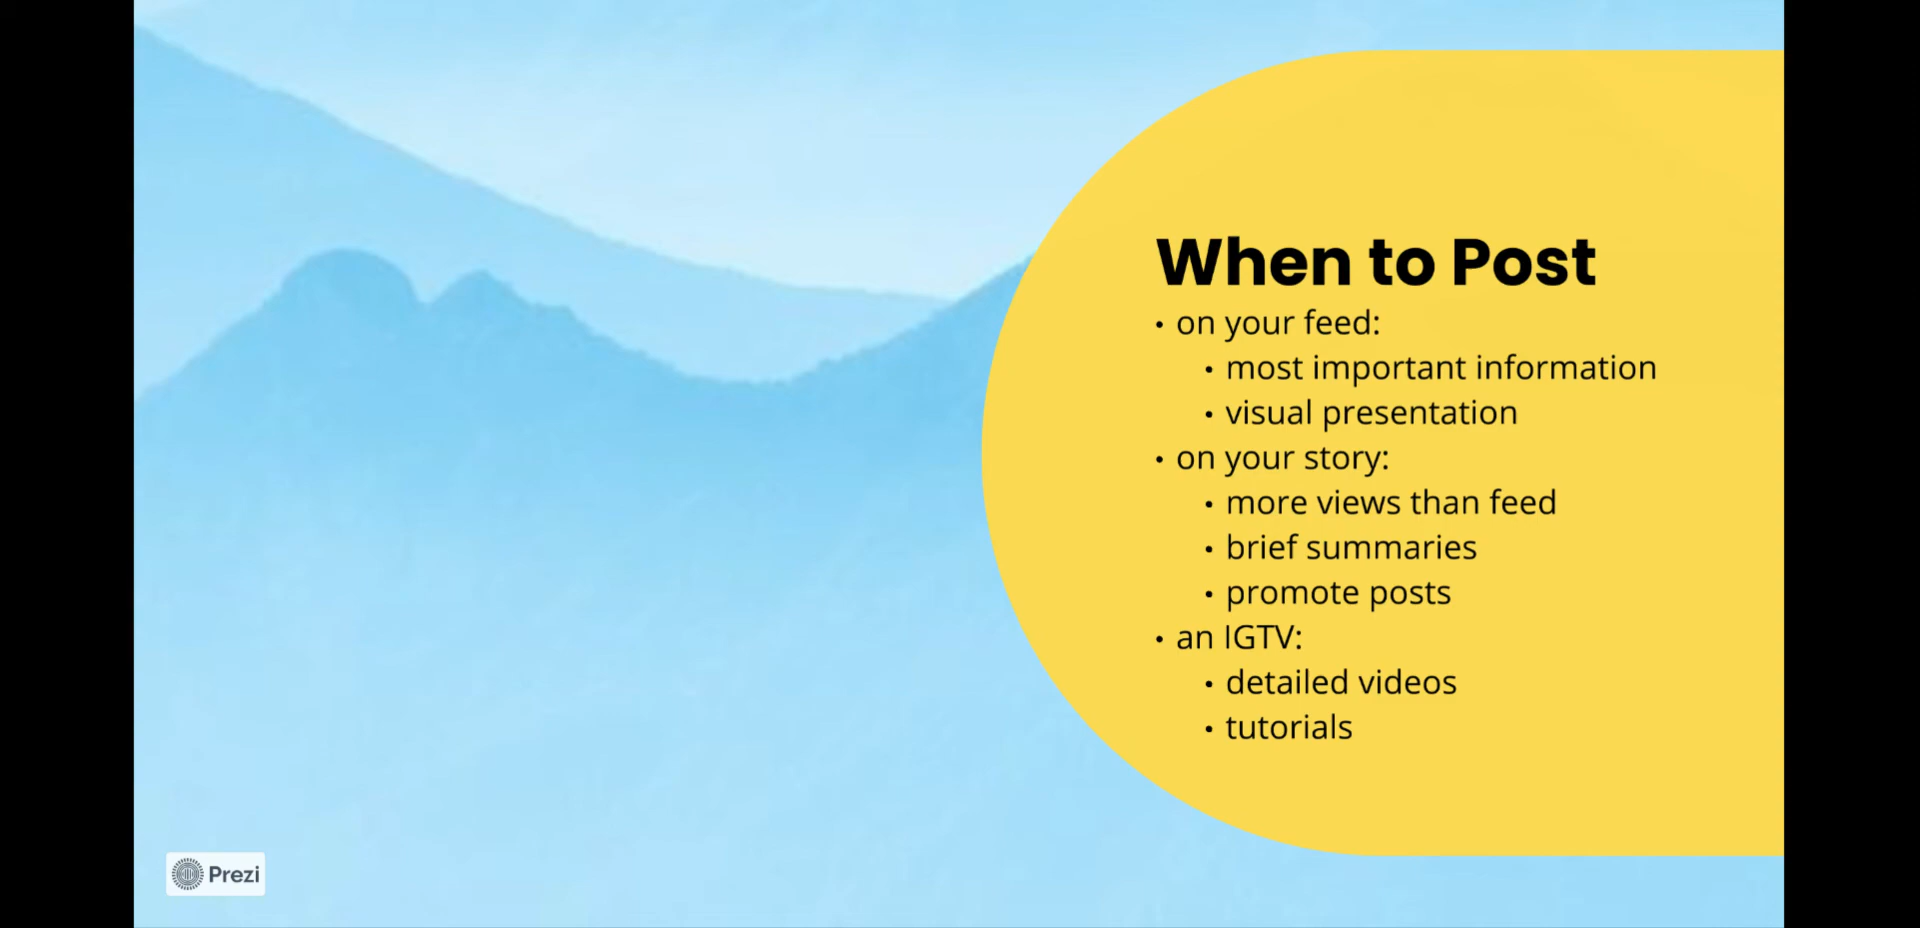 When to Post
• on your feed:
• most important information
• visual presentation
• on your story:
• more views than feed
• brief summaries
• promote posts
• an IGTV:
• detailed videos
• tutorials
Prezi